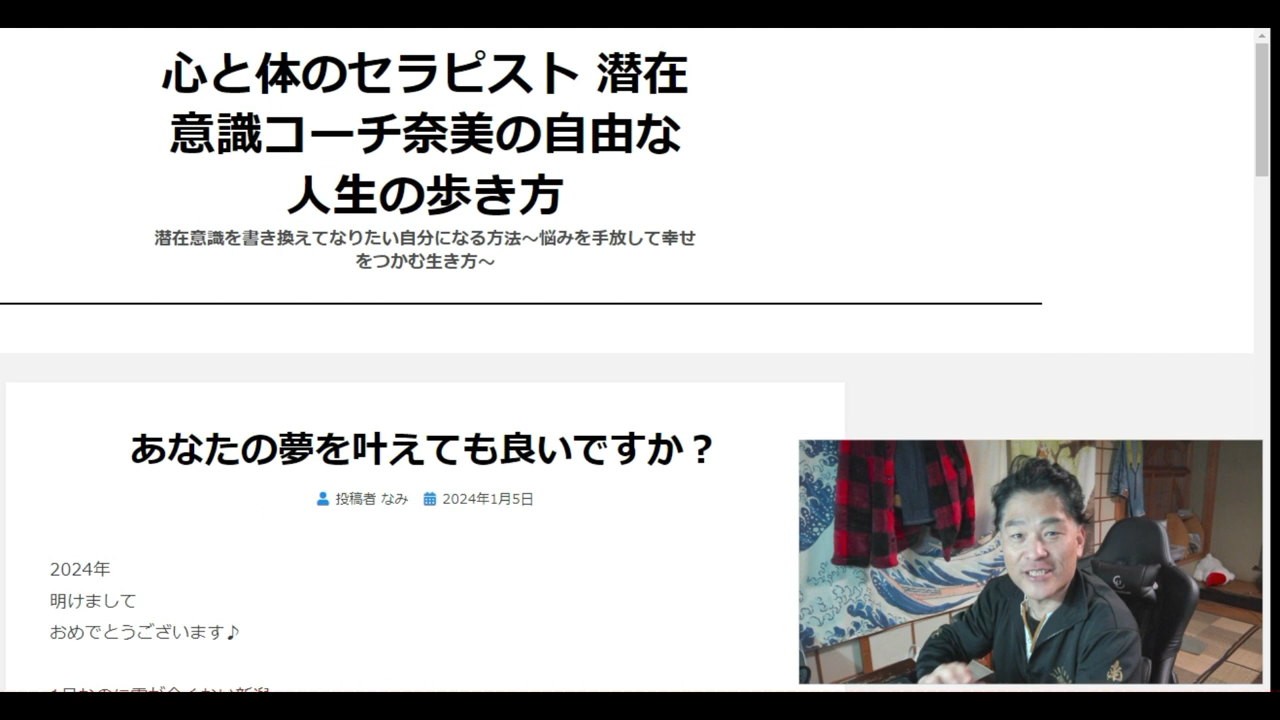 心と体のセラピスト 潜在
意識コーチ奈美の自由な
人生の歩き方
潜在意識を書き換えてなりたい自分になる方法～悩みを手放して幸せ
をつかむ生き方～
あなたの夢を叶えても良いですか？
投稿者 なみ 2024年1月5日
2024年
明けまして
おめでとうございます♪